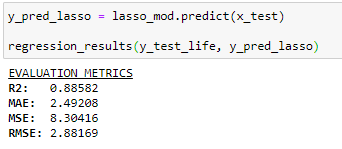 y_pred_lasso = lasso_mod.predict(x_test)
regression_results(y_test_life, y_pred_lasso)
EVALUATION METRICS
R2: 0.88582
MAE: 2.49208
MSE: 8.30416
RMSE: 2.88169